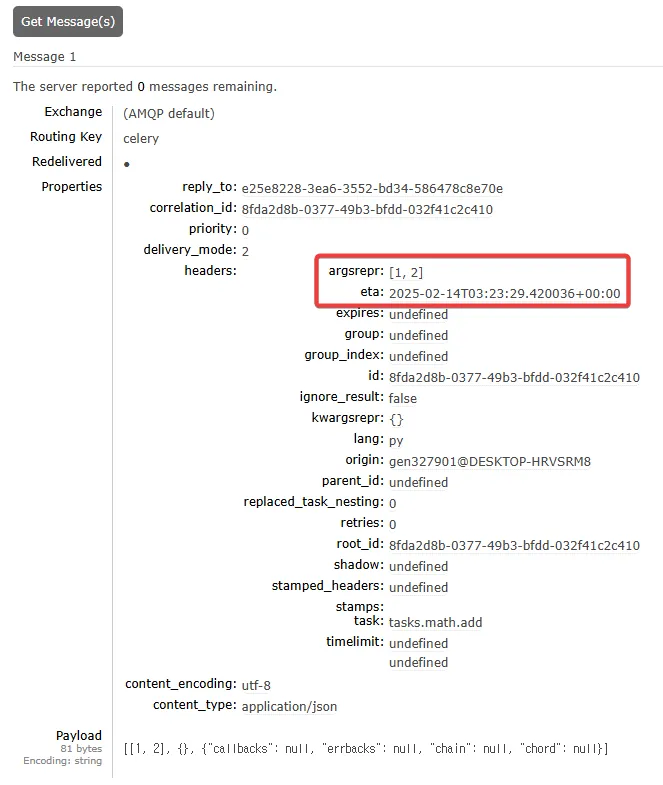 Get Message(s)
Message 1
The server reported 0 messages remaining.
Exchange (AMQP default)
Routing Key celery
Redelivered ●
Properties reply_to: e25e8228-3ea6-3552-bd34-586478c8e70e
correlation_id: 8fda2d8b-0377-49b3-bfdd-032f41c2c410
priority: 0
delivery_mode: 2
headers: argsrepr: [1, 2]
eta: 2025-02-14T03:23:29.420036+00:00
expires: undefined
group: undefined
group_index: undefined
id: 8fda2d8b-0377-49b3-bfdd-032f41c2c410
ignore_result: false
kwargsrepr: {}
lang: py
origin: gen327901@DESKTOP-HRVSRM8
parent_id: undefined
replaced_task_nesting: 0
retries: 0
root_id: 8fda2d8b-0377-49b3-bfdd-032f41c2c410
shadow: undefined
stamped_headers: undefined
stamps:
task: tasks.math.add
timelimit: undefined
undefined
content_encoding: utf-8
content_type: application/json
Payload
81 bytes
Encoding: string
[[1, 2], {}, {"callbacks": null, "errbacks": null, "chain": null, "chord": null}]